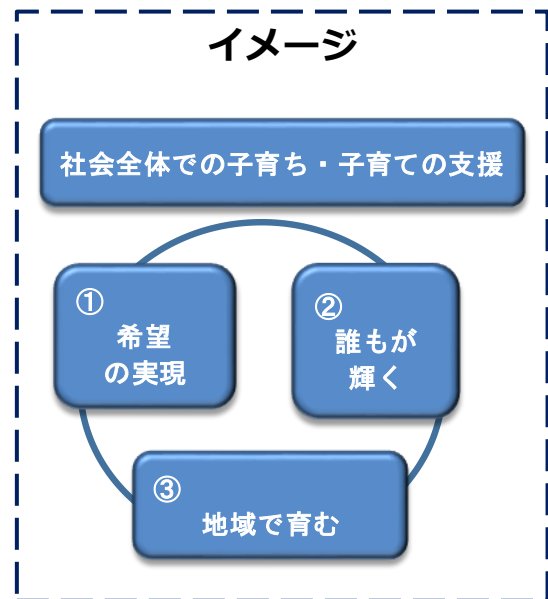 イメージ
社会全体での子育ち・子育ての支援
①
希望
の実現
②
誰もが
輝く
③
地域で育む